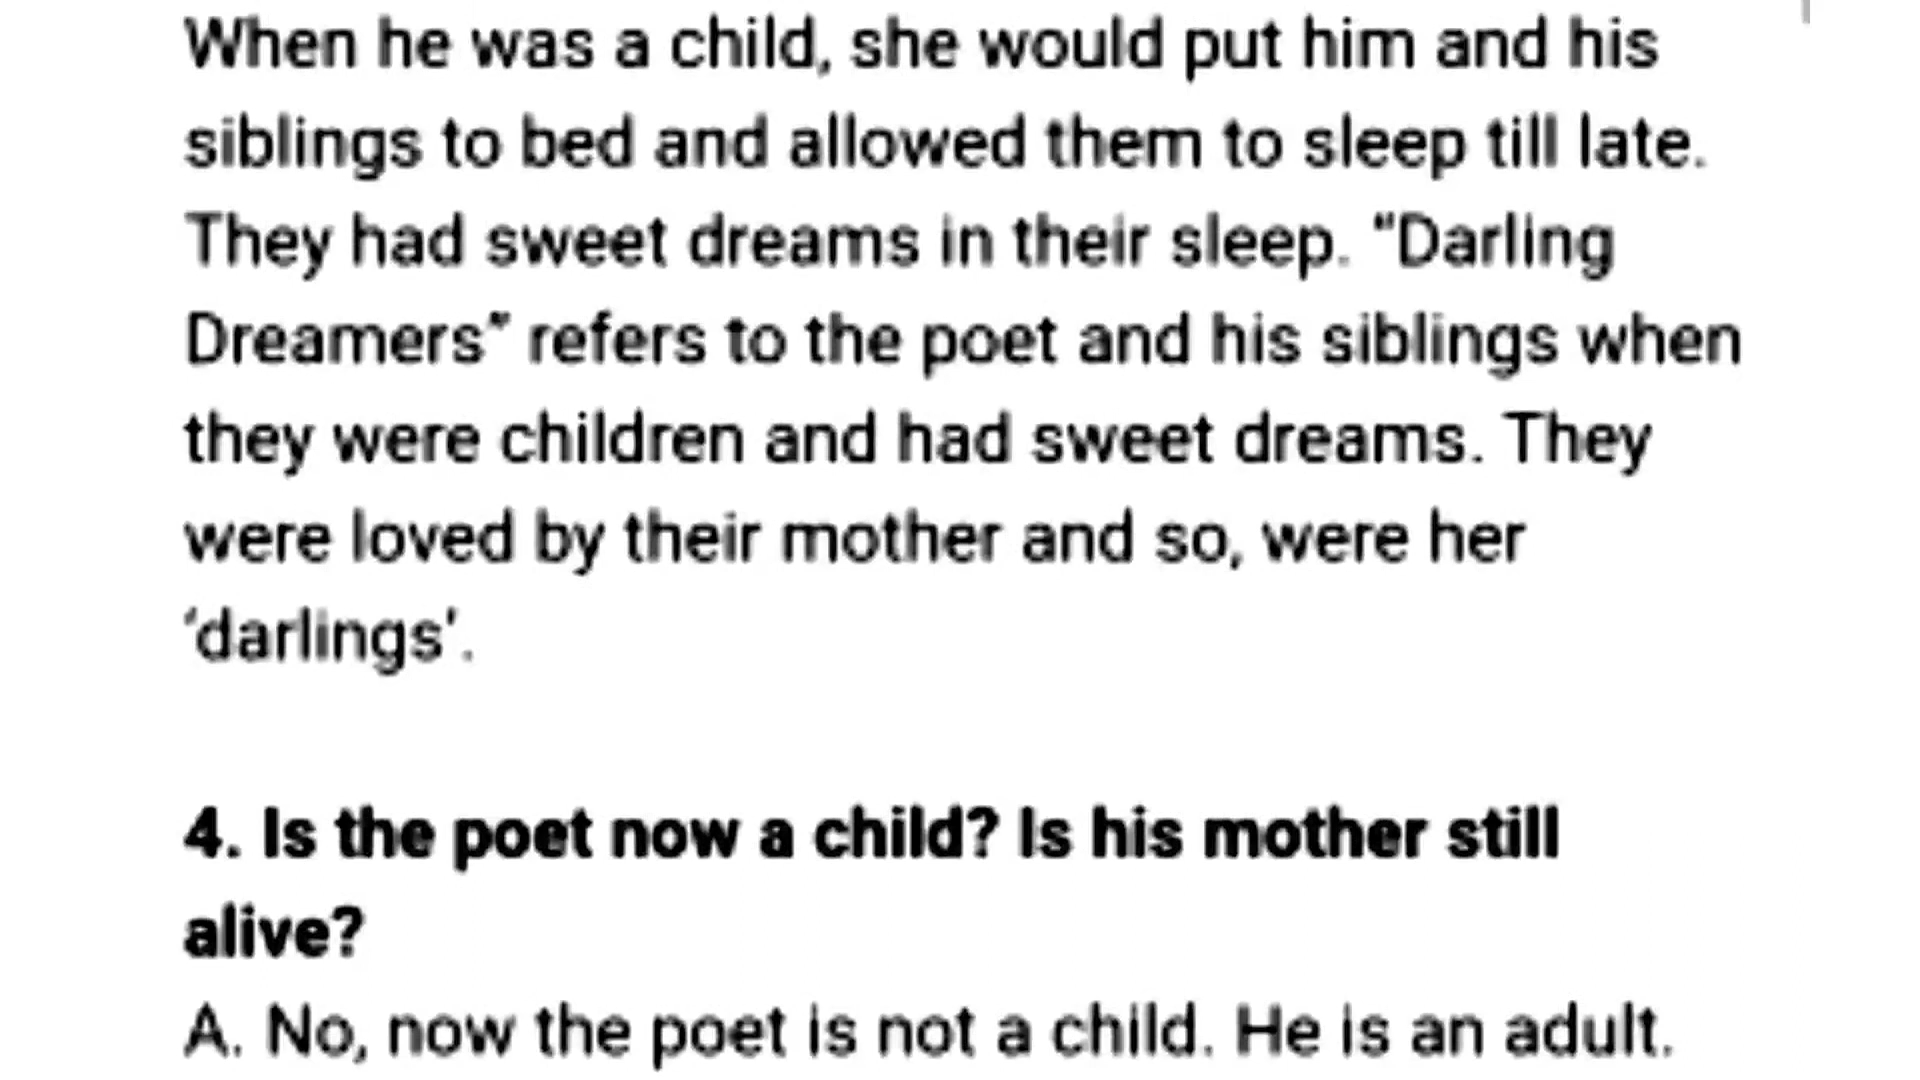 When he was a child, she would put him and his
siblings to bed and allowed them to sleep till late.
They had sweet dreams in their sleep. “Darling
Dreamers” refers to the poet and his siblings when
they were children and had sweet dreams. They
were loved by their mother and so, were her
‘darlings’.
4. Is the poet now a child? Is his mother still
alive?
A. No, now the poet is not a child. He is an adult.